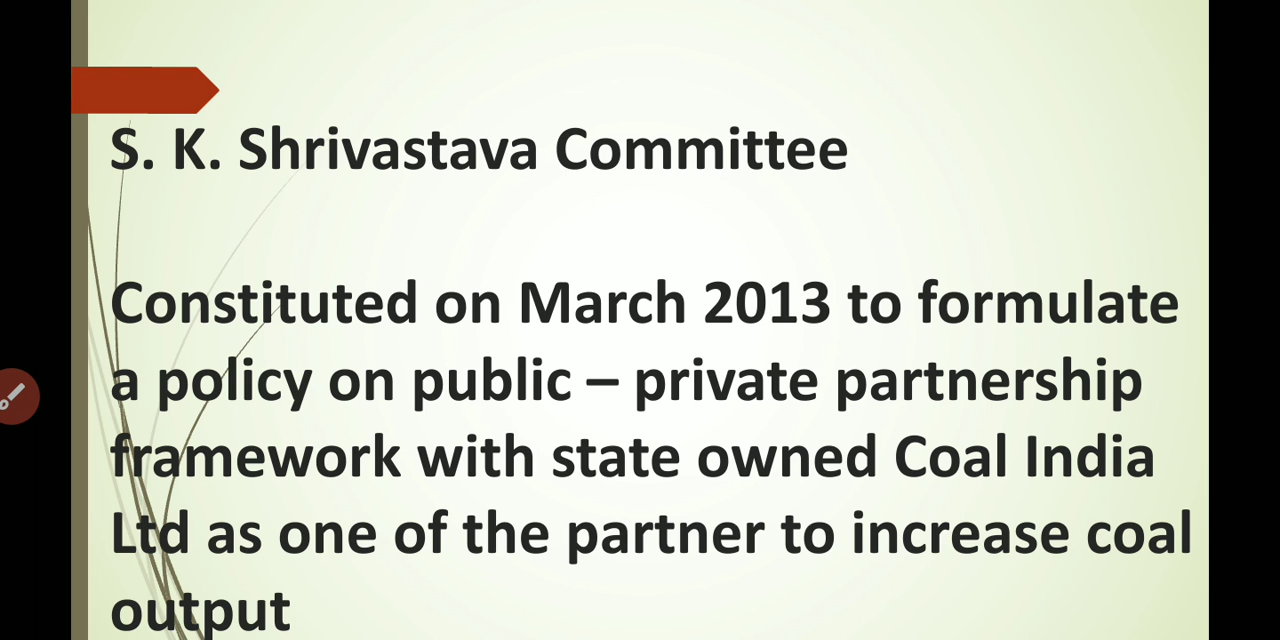 S. K. Shrivastava Committee
Constituted on March 2013 to formulate
a policy on public – private partnership
framework with state owned Coal India
Ltd as one of the partner to increase coal
output